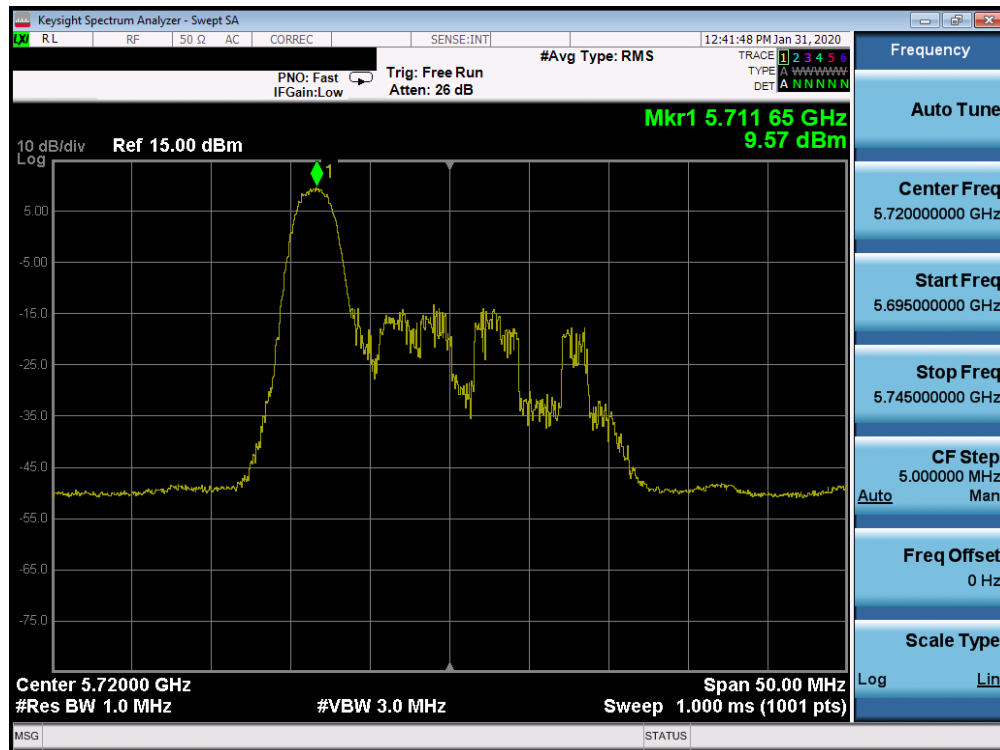 Keysight Spectrum Analyzer - Swept SA
LXI RL RF 50 Ω AC CORREC SENSE:INT 12:41:48 PM Jan 31, 2020
Frequency
#Avg Type: RMS
TRACE 1 2 3 4 5 6
PNO: Fast Trig: Free Run
TYPE A WWWWW
IFGain:Low Atten: 26 dB
DET A N N N N N
Mkr1 5.711 65 GHz
9.57 dBm
10 dB/div Ref 15.00 dBm
Log
1
5.00
-5.00
-15.0
-25.0
-35.0
-45.0
-55.0
-65.0
-75.0
Center 5.72000 GHz Span 50.00 MHz
#Res BW 1.0 MHz #VBW 3.0 MHz Sweep 1.000 ms (1001 pts)
MSG STATUS
Auto Tune
Center Freq
5.720000000 GHz
Start Freq
5.695000000 GHz
Stop Freq
5.745000000 GHz
CF Step
5.000000 MHz
Auto Man
Freq Offset
0 Hz
Scale Type
Log Lin